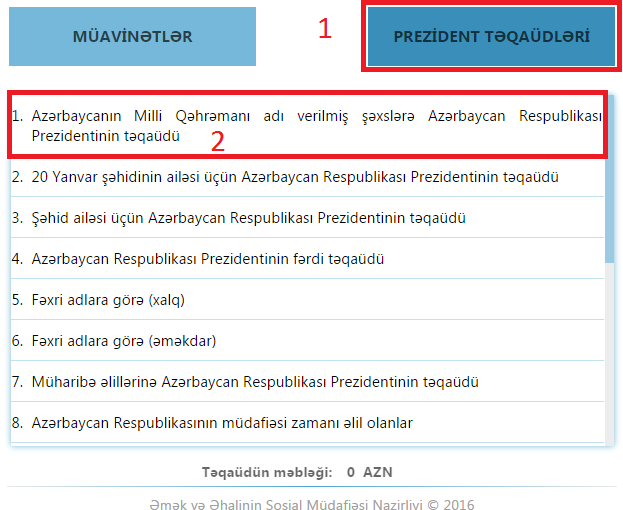 MÜAVİNƏTLƏR 1 PREZİDENT TƏQAÜDLƏRİ
1. Azərbaycanın Milli Qəhrəmanı adı verilmiş şəxslərə Azərbaycan Respublikası
Prezidentinin təqaüdü 2
2. 20 Yanvar şəhidinin ailəsi üçün Azərbaycan Respublikası Prezidentinin təqaüdü
3. Şəhid ailəsi üçün Azərbaycan Respublikası Prezidentinin təqaüdü
4. Azərbaycan Respublikası Prezidentinin fərdi təqaüdü
5. Fəxri adlara görə (xalq)
6. Fəxri adlara görə (əməkdar)
7. Müharibə əlillərinə Azərbaycan Respublikası Prezidentinin təqaüdü
8. Azərbaycan Respublikasının müdafiəsi zamanı əlil olanlar
Təqaüdün məbləği: 0 AZN
Əmək və Əhalinin Sosial Müdafiəsi Nazirlivi © 2016